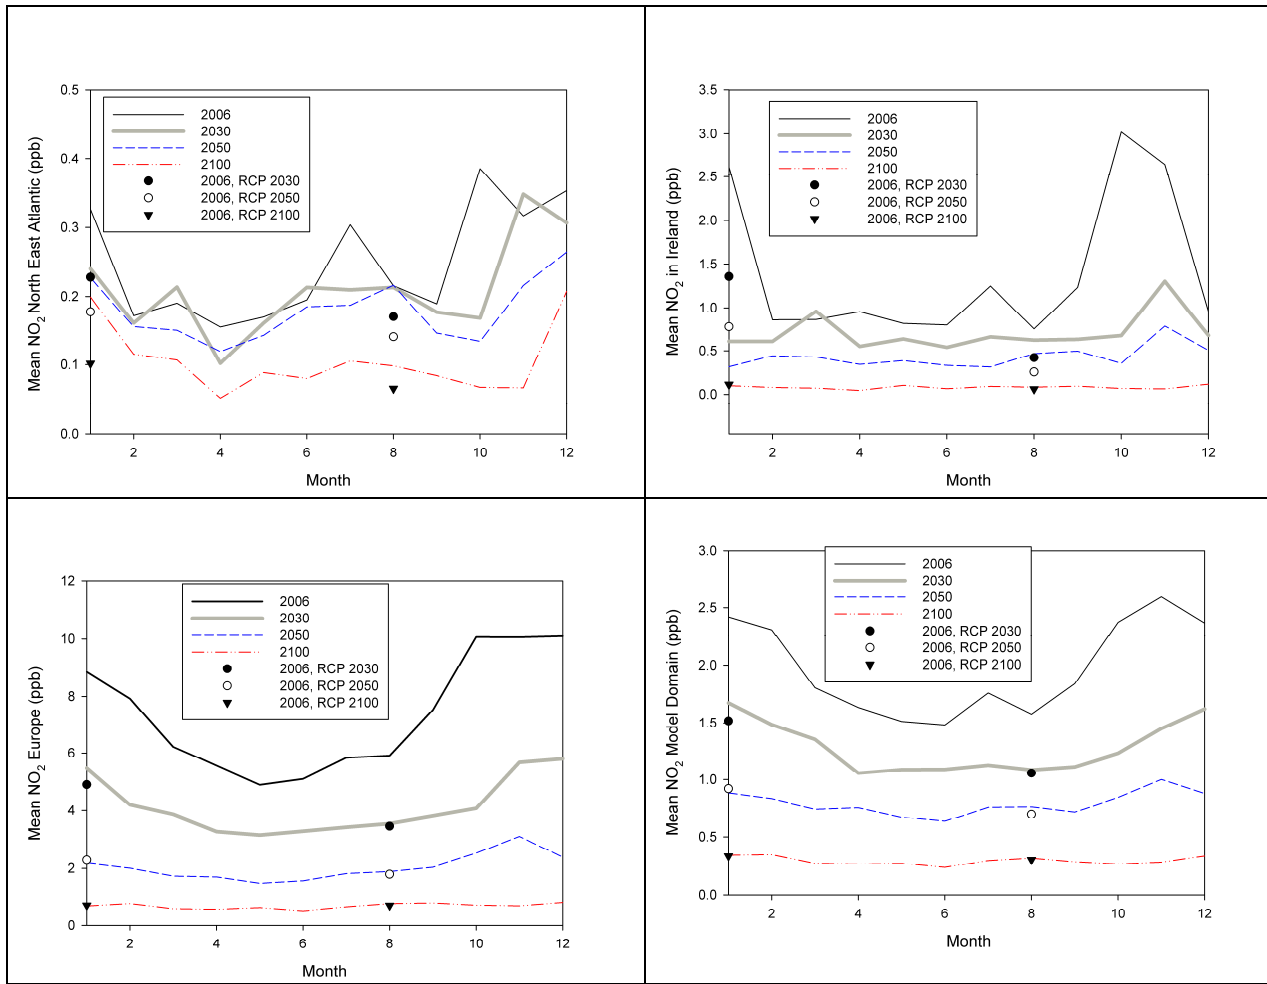 0.5
0.4
0.3
0.2
0.1
0.0
Mean NO2 North East Atlantic (ppb)
2006
2030
2050
2100
2006, RCP 2030
2006, RCP 2050
2006, RCP 2100
2 4 6 8 10 12
Month
3.5
3.0
2.5
2.0
1.5
1.0
0.5
0.0
Mean NO2 in Ireland (ppb)
2006
2030
2050
2100
2006, RCP 2030
2006, RCP 2050
2006, RCP 2100
2 4 6 8 10 12
Month
12
10
8
6
4
2
0
Mean NO2 Europe (ppb)
2006
2030
2050
2100
2006, RCP 2030
2006, RCP 2050
2006, RCP 2100
2 4 6 8 10 12
Month
3.0
2.5
2.0
1.5
1.0
0.5
0.0
Mean NO2 Model Domain (ppb)
2006
2030
2050
2100
2006, RCP 2030
2006, RCP 2050
2006, RCP 2100
2 4 6 8 10 12
Month